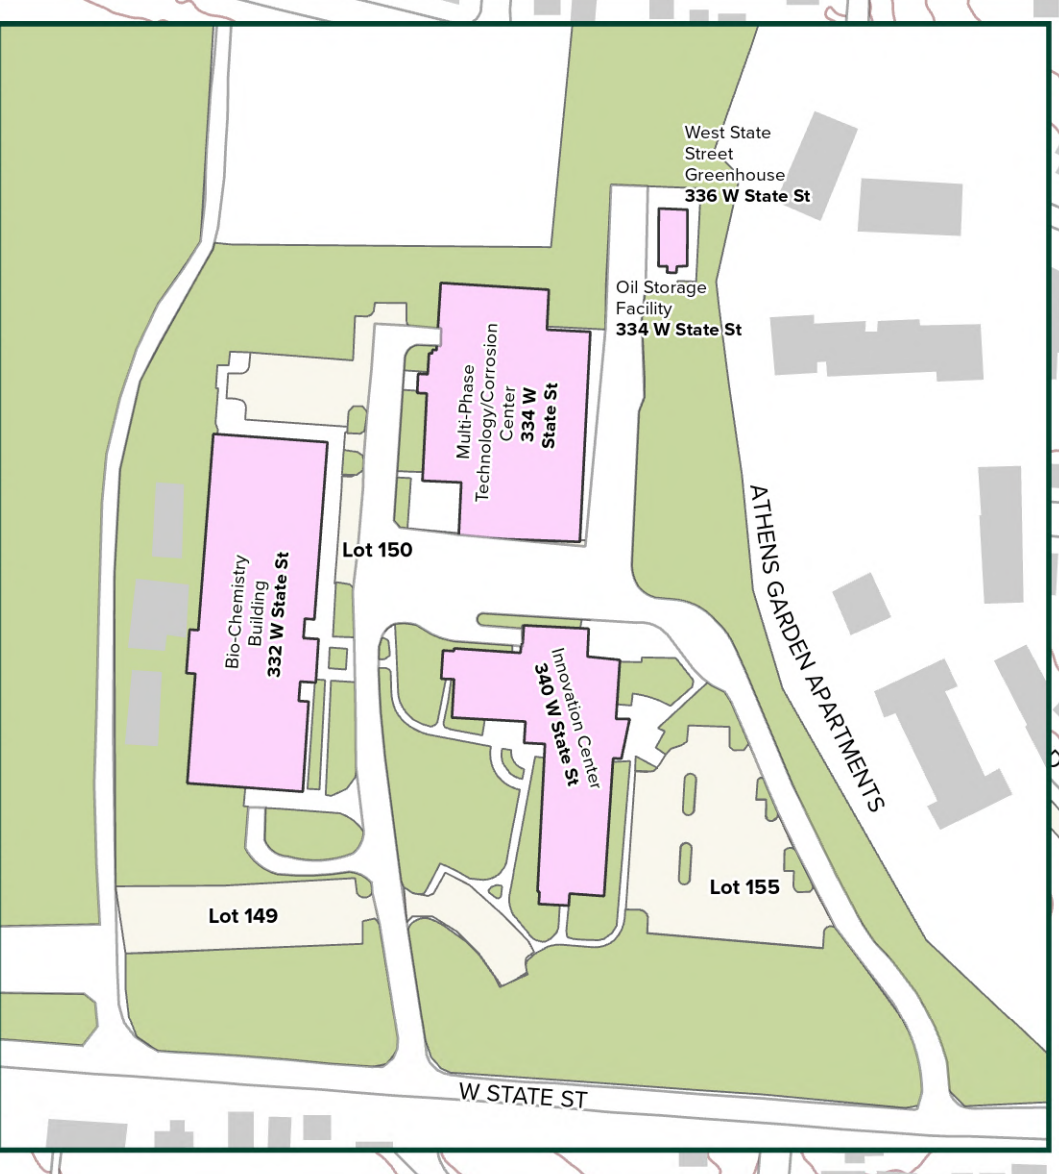 West State
Street
Greenhouse
336 W State St
Oil Storage
Facility
334 W State St
Multi-Phase
Technology/Corrosion
Center
334 W
State St
Lot 150
Bio-Chemistry
Building
332 W State St
Innovation Center
340 W State St
ATHENS GARDEN APARTMENTS
Lot 155
Lot 149
W STATE ST